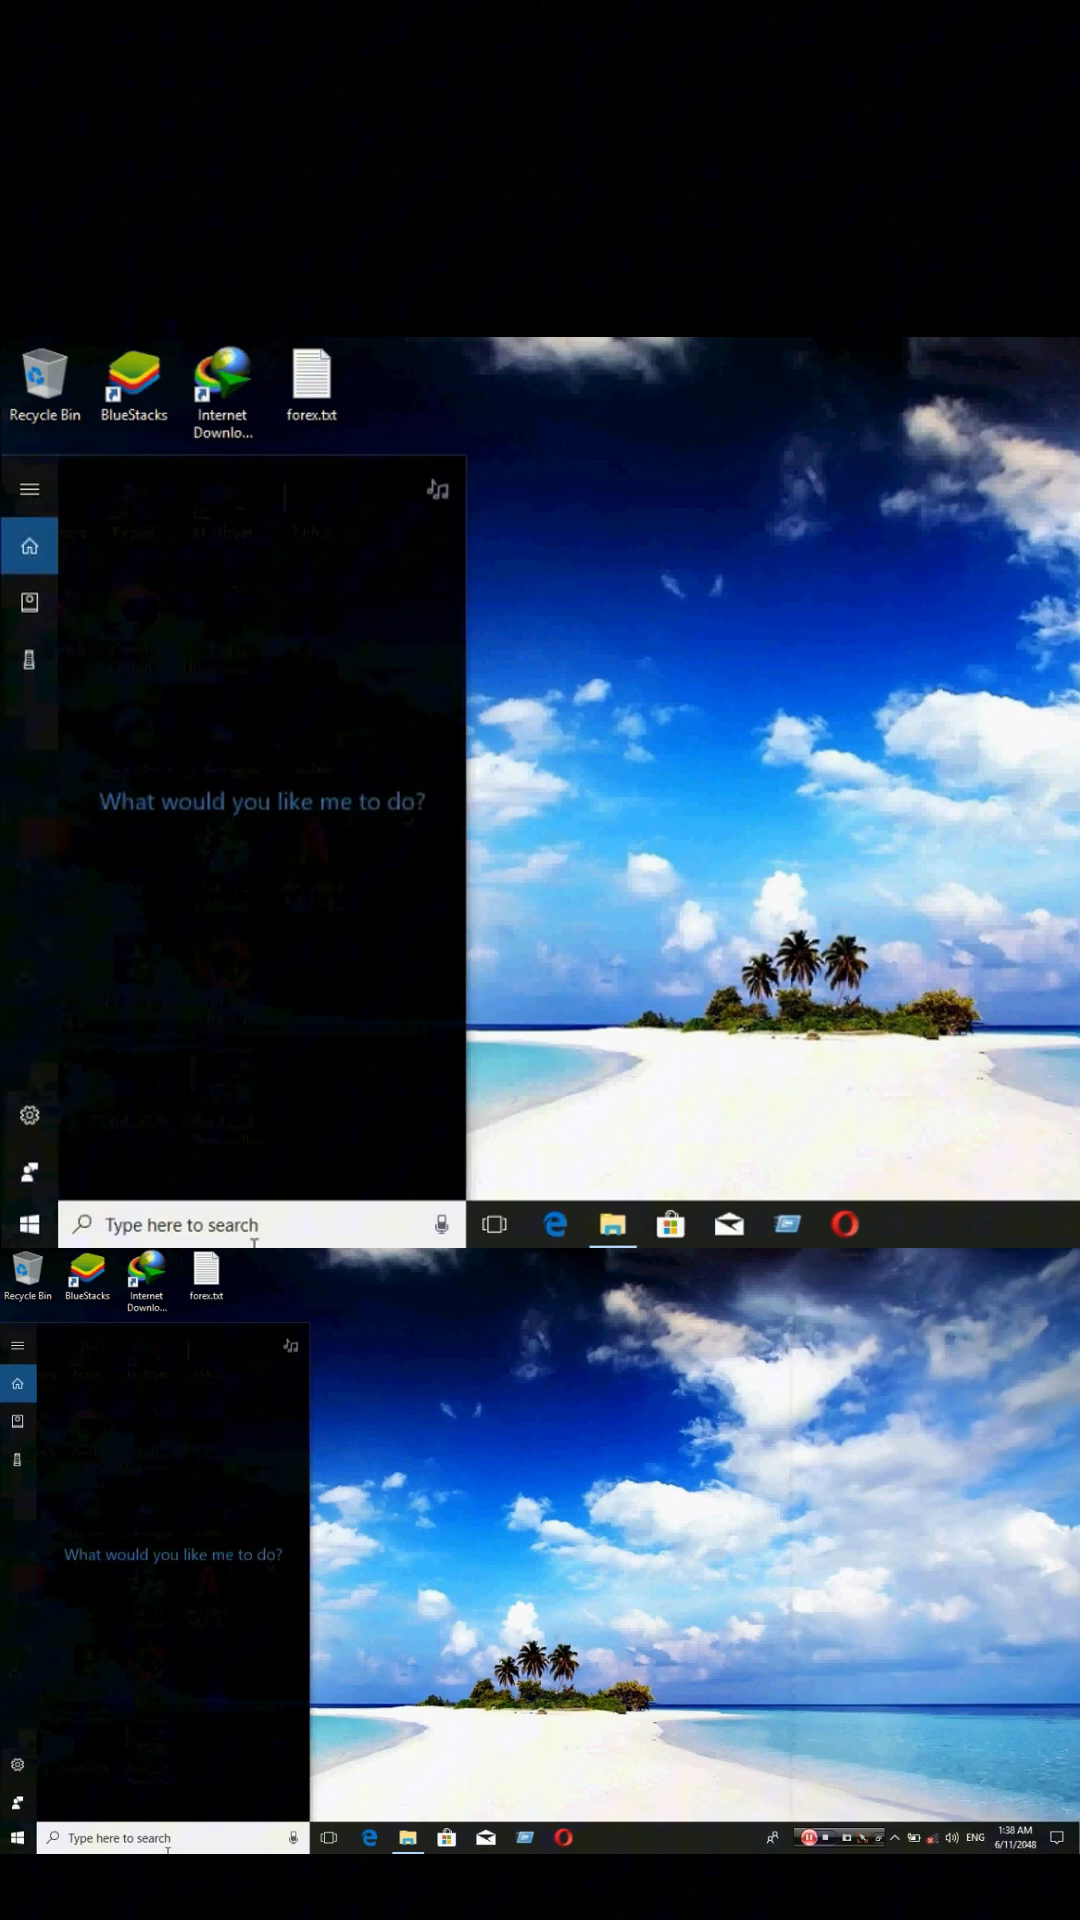 Recycle Bin
BlueStacks
Internet
Downlo...
forex.txt
What would you like me to do?
Type here to search
Recycle Bin
BlueStacks
Internet
Downlo...
forex.txt
What would you like me to do?
Type here to search
ENG
1:38 AM
6/11/2048